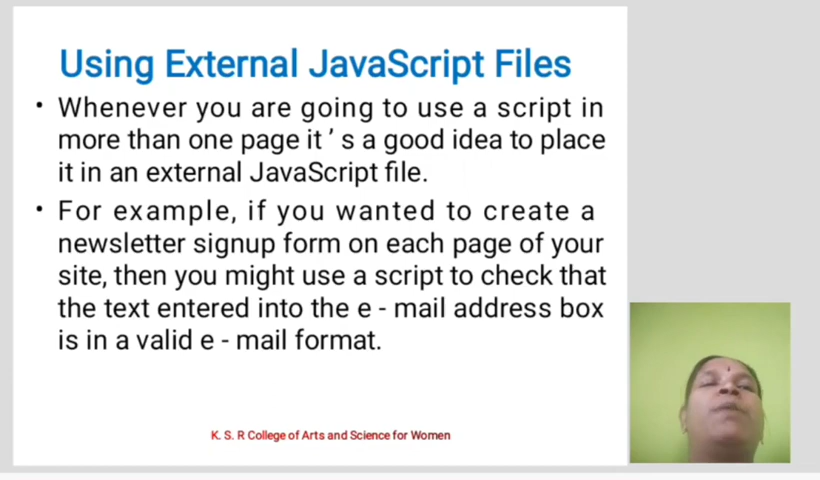 Using External JavaScript Files
• Whenever you are going to use a script in
more than one page it ’ s a good idea to place
it in an external JavaScript file.
• For example, if you wanted to create a
newsletter signup form on each page of your
site, then you might use a script to check that
the text entered into the e - mail address box
is in a valid e - mail format.
K. S. R College of Arts and Science for Women